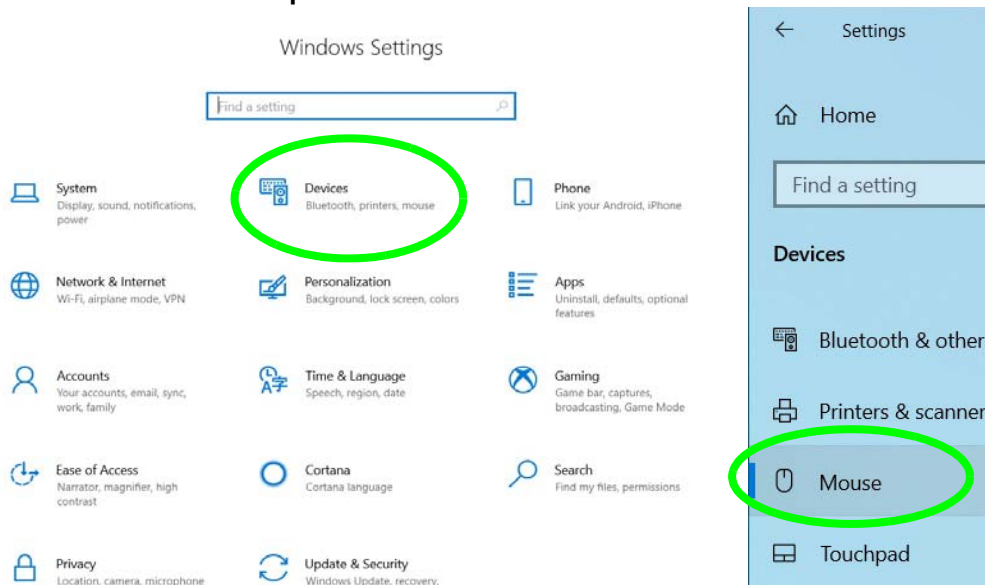 Windows Settings
Find a setting
System
Display, sound, notifications,
power
Devices
Bluetooth, printers, mouse
Phone
Link your Android, iPhone
Network & Internet
Wi-Fi, airplane mode, VPN
Personalization
Background, lock screen, colors
Apps
Uninstall, defaults, optional
features
Accounts
Your accounts, email, sync,
work, family
Time & Language
Speech, region, date
Gaming
Game bar, captures,
broadcasting, Game Mode
Ease of Access
Narrator, magnifier, high
contrast
Cortana
Cortana language
Search
Find my files, permissions
Privacy
Location, camera, microphone
Update & Security
Windows Update, recovery,
Settings
Home
Find a setting
Devices
Bluetooth & other
Printers & scanner
Mouse
Touchpad